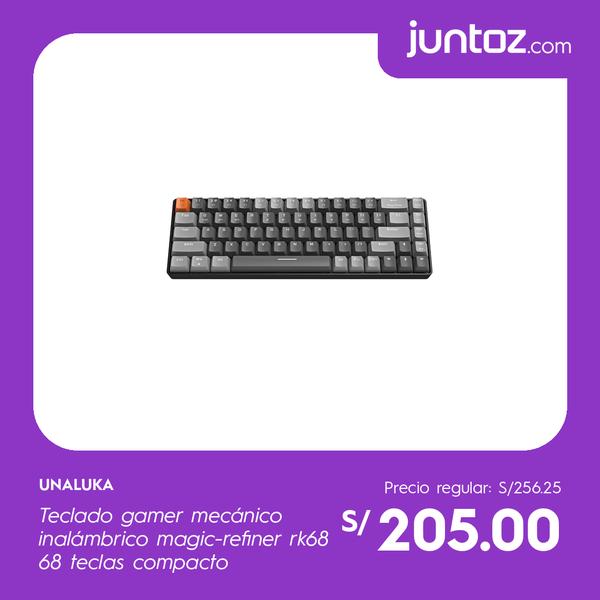 juntoz.com
UNALUKA
Teclado gamer mecánico
inalámbrico magic-refiner rk68
68 teclas compacto
Precio regular: S/256.25
S/ 205.00